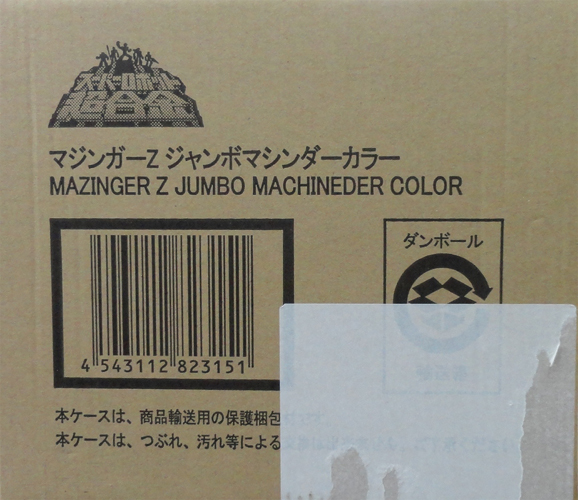 スーパーロボット
超合金
マジンガーZ ジャンボマシンダーカラー
MAZINGER Z JUMBO MACHINEDER COLOR
ダンボール
4 543112 823151
本ケースは、商品輸送用の保護梱包
本ケースは、つぶれ、汚れ等による